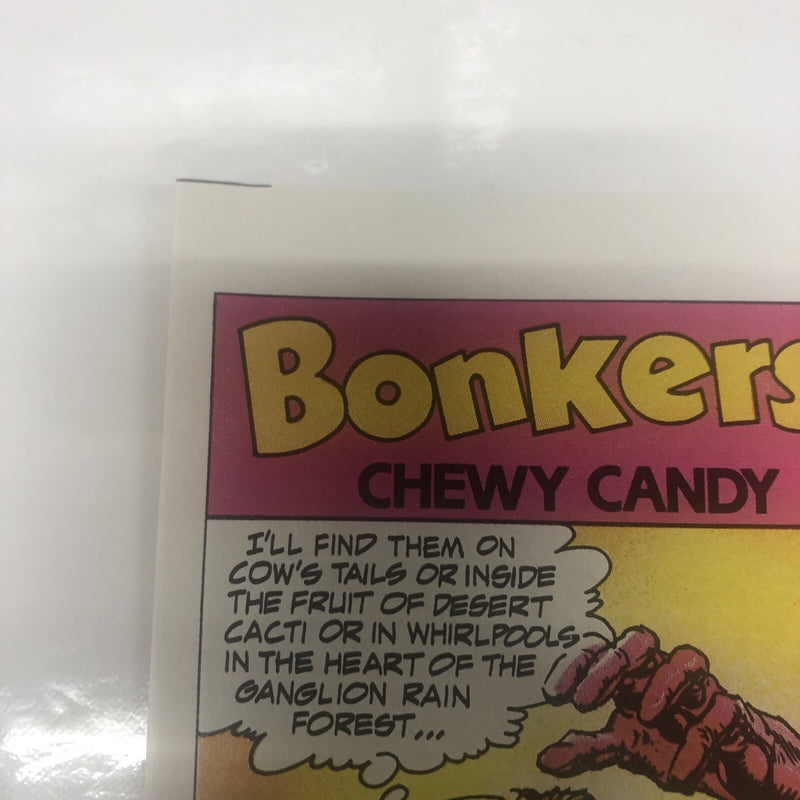 Bonkers
CHEWY CANDY
I'LL FIND THEM ON
COW'S TAILS OR INSIDE
THE FRUIT OF DESERT
CACTI OR IN WHIRLPOOLS
IN THE HEART OF THE
GANGLION RAIN
FOREST...